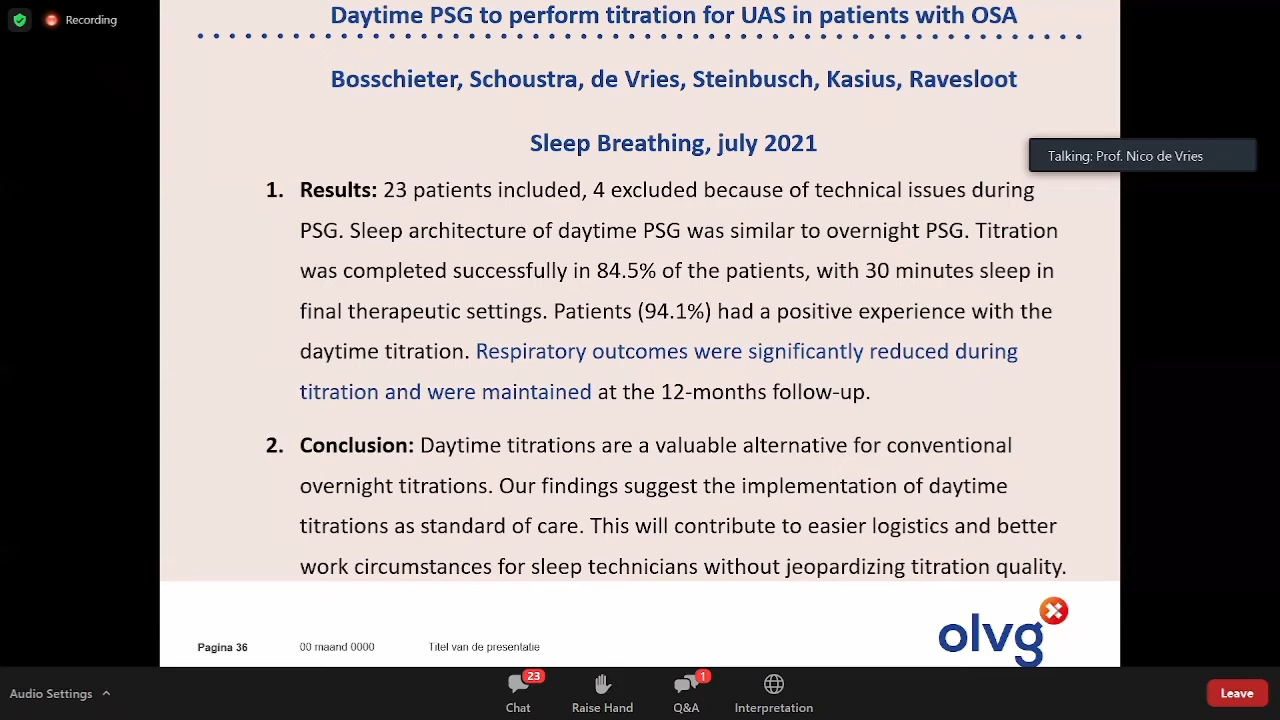 Recording
Daytime PSG to perform titration for UAS in patients with OSA
Bosschieter, Schoustra, de Vries, Steinbusch, Kasius, Ravesloot
Sleep Breathing, july 2021
Talking: Prof. Nico de Vries
1. Results: 23 patients included, 4 excluded because of technical issues during
PSG. Sleep architecture of daytime PSG was similar to overnight PSG. Titration
was completed successfully in 84.5% of the patients, with 30 minutes sleep in
final therapeutic settings. Patients (94.1%) had a positive experience with the
daytime titration. Respiratory outcomes were significantly reduced during
titration and were maintained at the 12-months follow-up.
2. Conclusion: Daytime titrations are a valuable alternative for conventional
overnight titrations. Our findings suggest the implementation of daytime
titrations as standard of care. This will contribute to easier logistics and better
work circumstances for sleep technicians without jeopardizing titration quality.
Pagina 36 00 maand 0000 Titel van de presentatie
olvg
Audio Settings
23
Chat
Raise Hand
1
Q&A
Interpretation
Leave